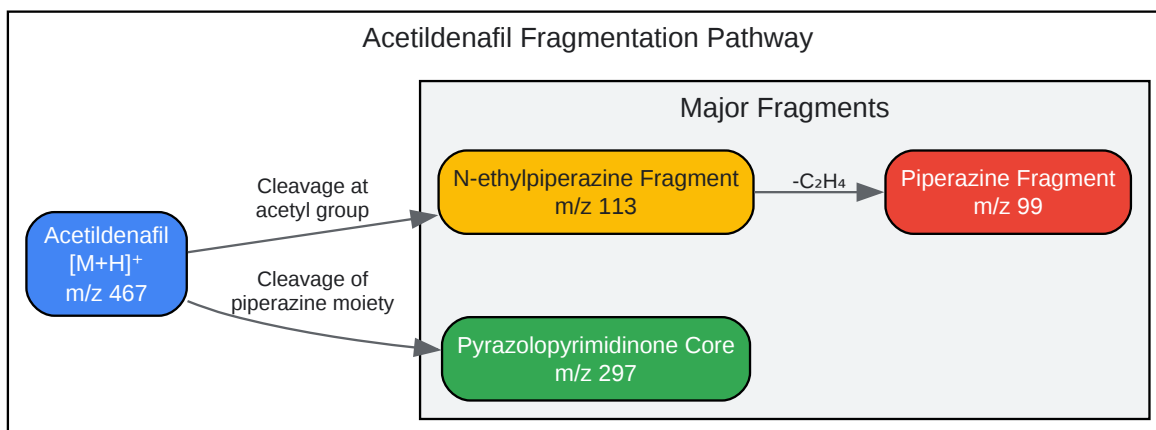 Acetildenafil Fragmentation Pathway
Major Fragments
Cleavage at
acetyl group
N-ethylpiperazine Fragment
m/z 113
-C₂H₄
Piperazine Fragment
m/z 99
Acetildenafil
[M+H]⁺
m/z 467
Cleavage of
piperazine moiety
Pyrazolopyrimidinone Core
m/z 297